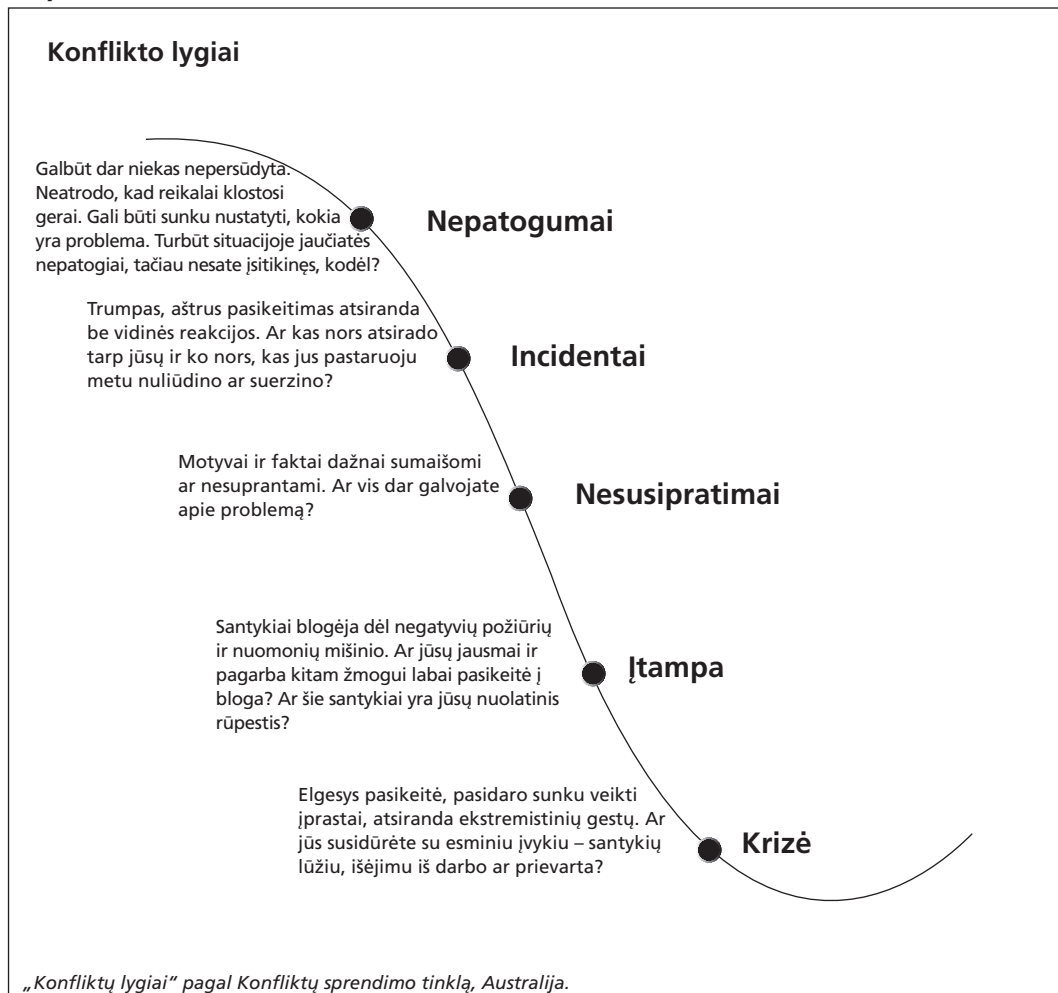 Konflikto lygiai
Galbūt dar niekas nepersūdyta.
Neatrodo, kad reikalai klostosi
gerai. Gali būti sunku nustatyti, kokia
yra problema. Turbūt situacijoje jaučiatės
nepatogiai, tačiau nesate įsitikinęs, kodėl?
Nepatogumai
Trumpas, aštrus pasikeitimas atsiranda
be vidinės reakcijos. Ar kas nors atsirado
tarp jūsų ir ko nors, kas jus pastaruoju
metu nuliūdino ar suerzino?
Incidentai
Motyvai ir faktai dažnai sumaišomi
ar nesuprantami. Ar vis dar galvojate
apie problemą?
Nesusipratimai
Santykiai blogėja dėl negatyvių požiūrių
ir nuomonių mišinio. Ar jūsų jausmai ir
pagarba kitam žmogui labai pasikeitė į
bloga? Ar šie santykiai yra jūsų nuolatinis
rūpestis?
Įtampa
Elgesys pasikeitė, pasidaro sunku veikti
įprastai, atsiranda ekstremistinių gestų. Ar
jūs susidūrėte su esminiu įvykiu – santykių
lūžiu, išėjimu iš darbo ar prievarta?
Krizė
„Konfliktų lygiai“ pagal Konfliktų sprendimo tinklą, Australija.